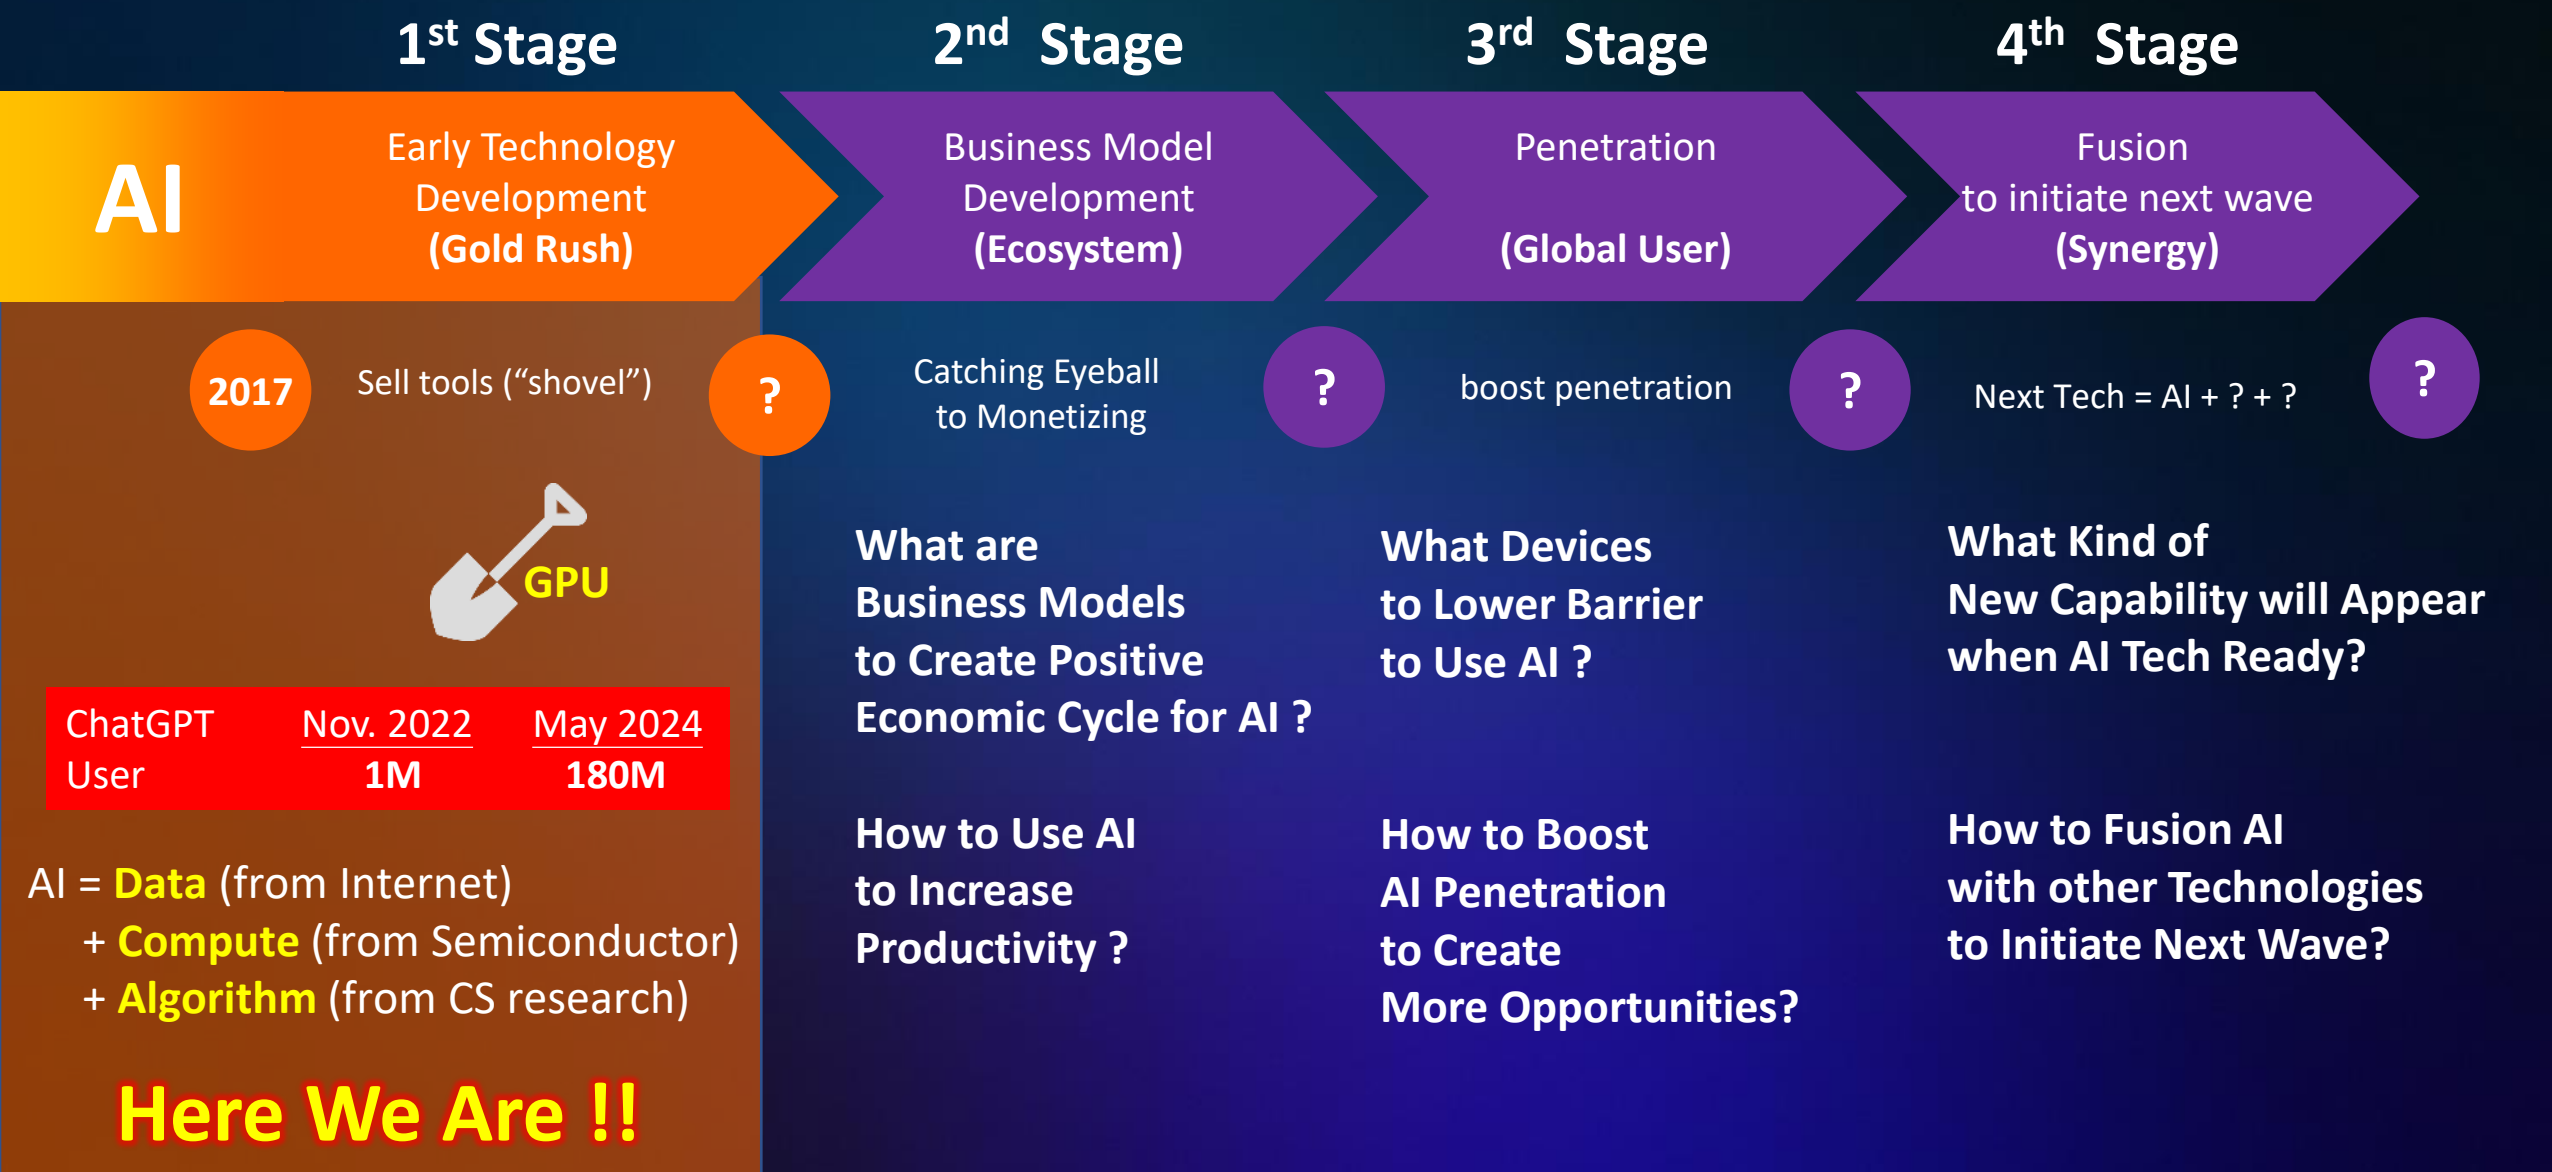 1st Stage
2nd Stage
3rd Stage
4th Stage
AI
Early Technology
Development
(Gold Rush)
Business Model
Development
(Ecosystem)
Penetration
(Global User)
Fusion
to initiate next wave
(Synergy)
2017
Sell tools (“shovel”)
?
Catching Eyeball
to Monetizing
?
boost penetration
?
Next Tech = AI + ? + ?
?
GPU
ChatGPT Nov. 2022 May 2024
User 1M 180M
AI = Data (from Internet)
+ Compute (from Semiconductor)
+ Algorithm (from CS research)
Here We Are !!
What are
Business Models
to Create Positive
Economic Cycle for AI ?
How to Use AI
to Increase
Productivity ?
What Devices
to Lower Barrier
to Use AI ?
How to Boost
AI Penetration
to Create
More Opportunities?
What Kind of
New Capability will Appear
when AI Tech Ready?
How to Fusion AI
with other Technologies
to Initiate Next Wave?